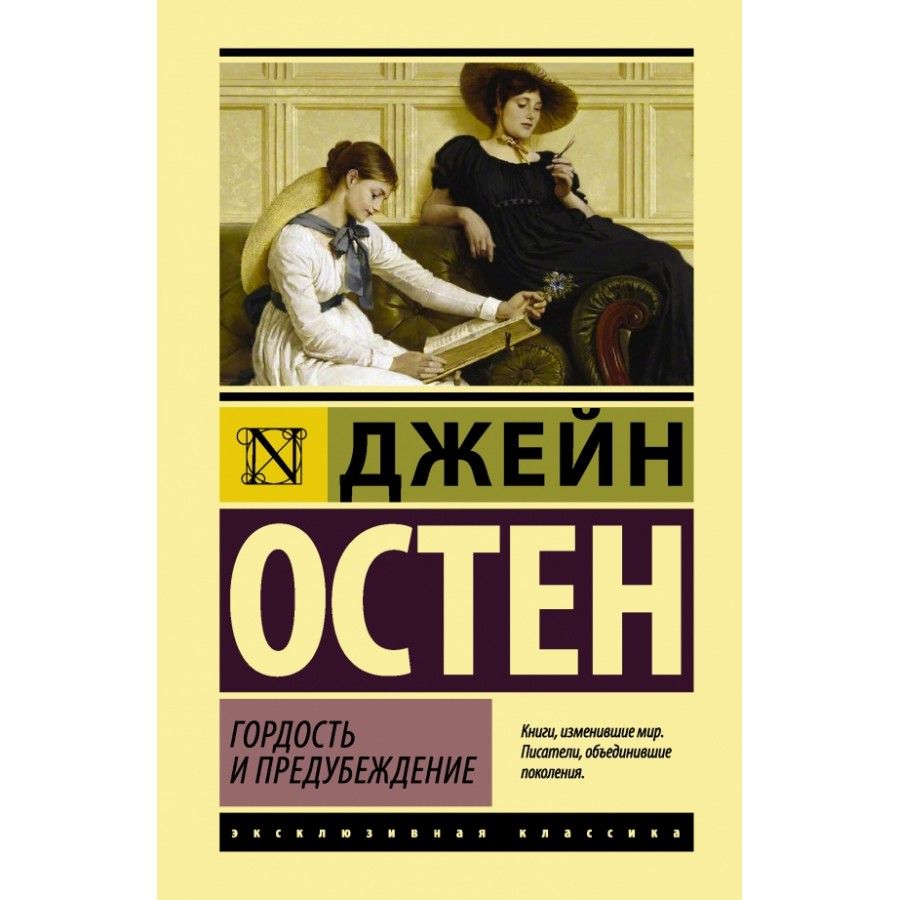 N
ДЖЕЙН
ОСТЕН
ГОРДОСТЬ
И ПРЕДУБЕЖДЕНИЕ
Книги, изменившие мир.
Писатели, объединившие
поколения.
эксклюзивная классика